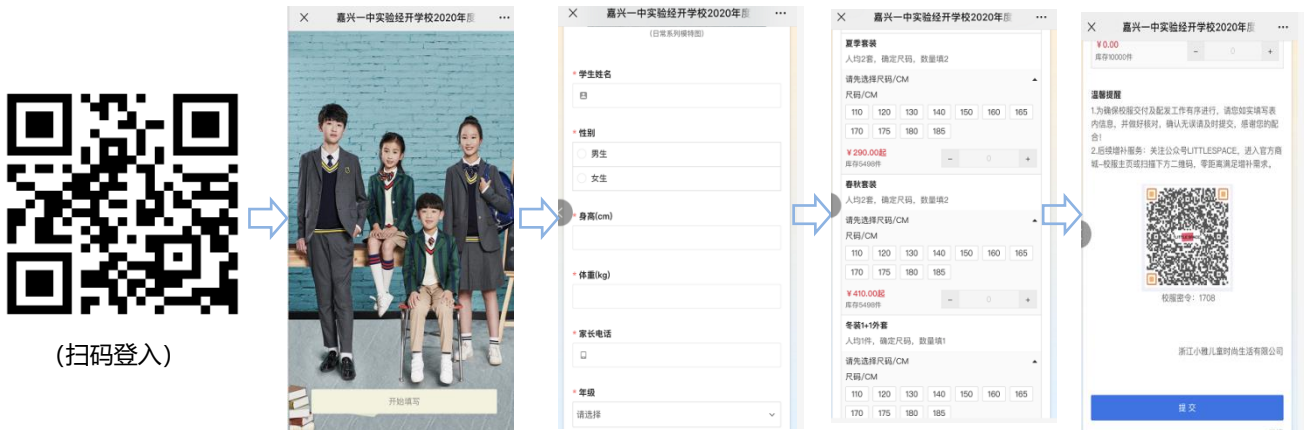 (扫码登入)
嘉兴一中实验经开学校2020年度
开始填写
嘉兴一中实验经开学校2020年度
(日常系列模特图)
* 学生姓名
* 性别
男生
女生
* 身高(cm)
* 体重(kg)
* 家长电话
* 年级
请选择
嘉兴一中实验经开学校2020年度
夏季套装
人均2套，确定尺码，数量填2
请先选择尺码/CM
尺码/CM
110 120 130 140 150 160 165
170 175 180 185
¥290.00起
库存5498件
- 0 +
春秋套装
人均2套，确定尺码，数量填2
请先选择尺码/CM
尺码/CM
110 120 130 140 150 160 165
170 175 180 185
¥410.00起
库存5498件
- 0 +
冬装1+1外套
人均1件，确定尺码，数量填1
请先选择尺码/CM
尺码/CM
110 120 130 140 150 160 165
170 175 180 185
嘉兴一中实验经开学校2020年度
¥0.00
库存10000件
- 0 +
温馨提醒
1.为确保校服交付及配发工作有序进行，请您如实填写表
内信息，并做好核对，确认无误请及时提交，感谢您的配
合!
2.后续增补服务：关注公众号LITTLESPACE，进入官方商
城–校服主页或扫描下方二维码，零距离满足增补需求。
LITTLESPACE
校服密令：1708
浙江小雅儿童时尚生活有限公司
提交